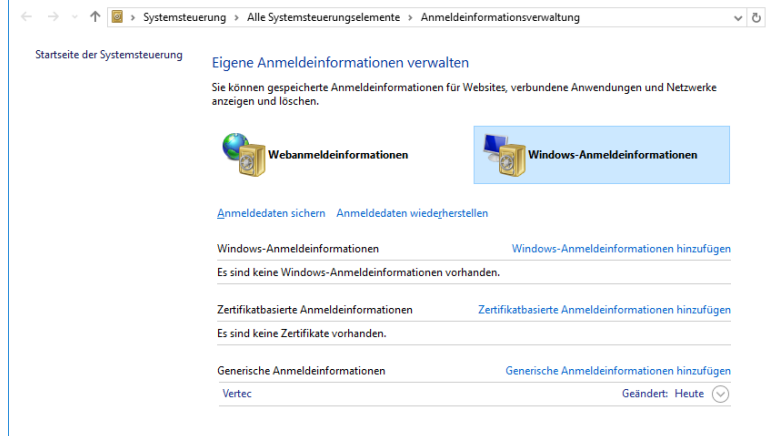 Systemsteuerung > Alle Systemsteuerungselemente > Anmeldeinformationsverwaltung
Startseite der Systemsteuerung
Eigene Anmeldeinformationen verwalten
Sie können gespeicherte Anmeldeinformationen für Websites, verbundene Anwendungen und Netzwerke
anzeigen und löschen.
Webanmeldeinformationen Windows-Anmeldeinformationen
Anmeldedaten sichern Anmeldedaten wiederherstellen
Windows-Anmeldeinformationen Windows-Anmeldeinformationen hinzufügen
Es sind keine Windows-Anmeldeinformationen vorhanden.
Zertifikatbasierte Anmeldeinformationen Zertifikatbasierte Anmeldeinformationen hinzufügen
Es sind keine Zertifikate vorhanden.
Generische Anmeldeinformationen Generische Anmeldeinformationen hinzufügen
Vertec Geändert: Heute